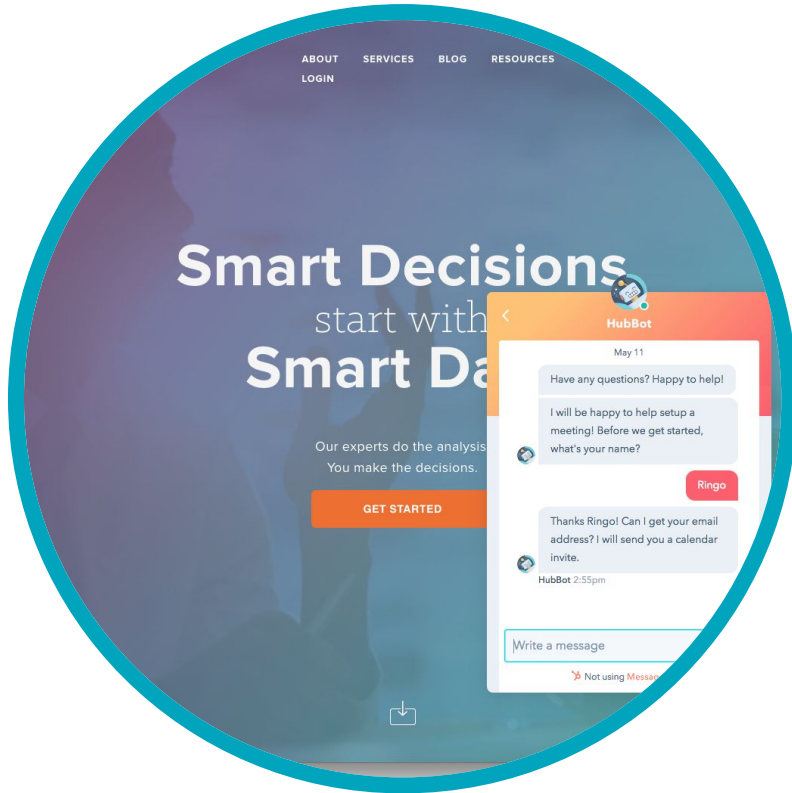 ABOUT SERVICES BLOG RESOURCES
LOGIN
Smart Decisions
start with
Smart Da
Our experts do the analysis
You make the decisions.
GET STARTED
HubBot
May 11
Have any questions? Happy to help!
I will be happy to help setup a
meeting! Before we get started,
what's your name?
Ringo
Thanks Ringo! Can I get your email
address? I will send you a calendar
invite.
HubBot 2:55pm
Write a message
Not using Messag